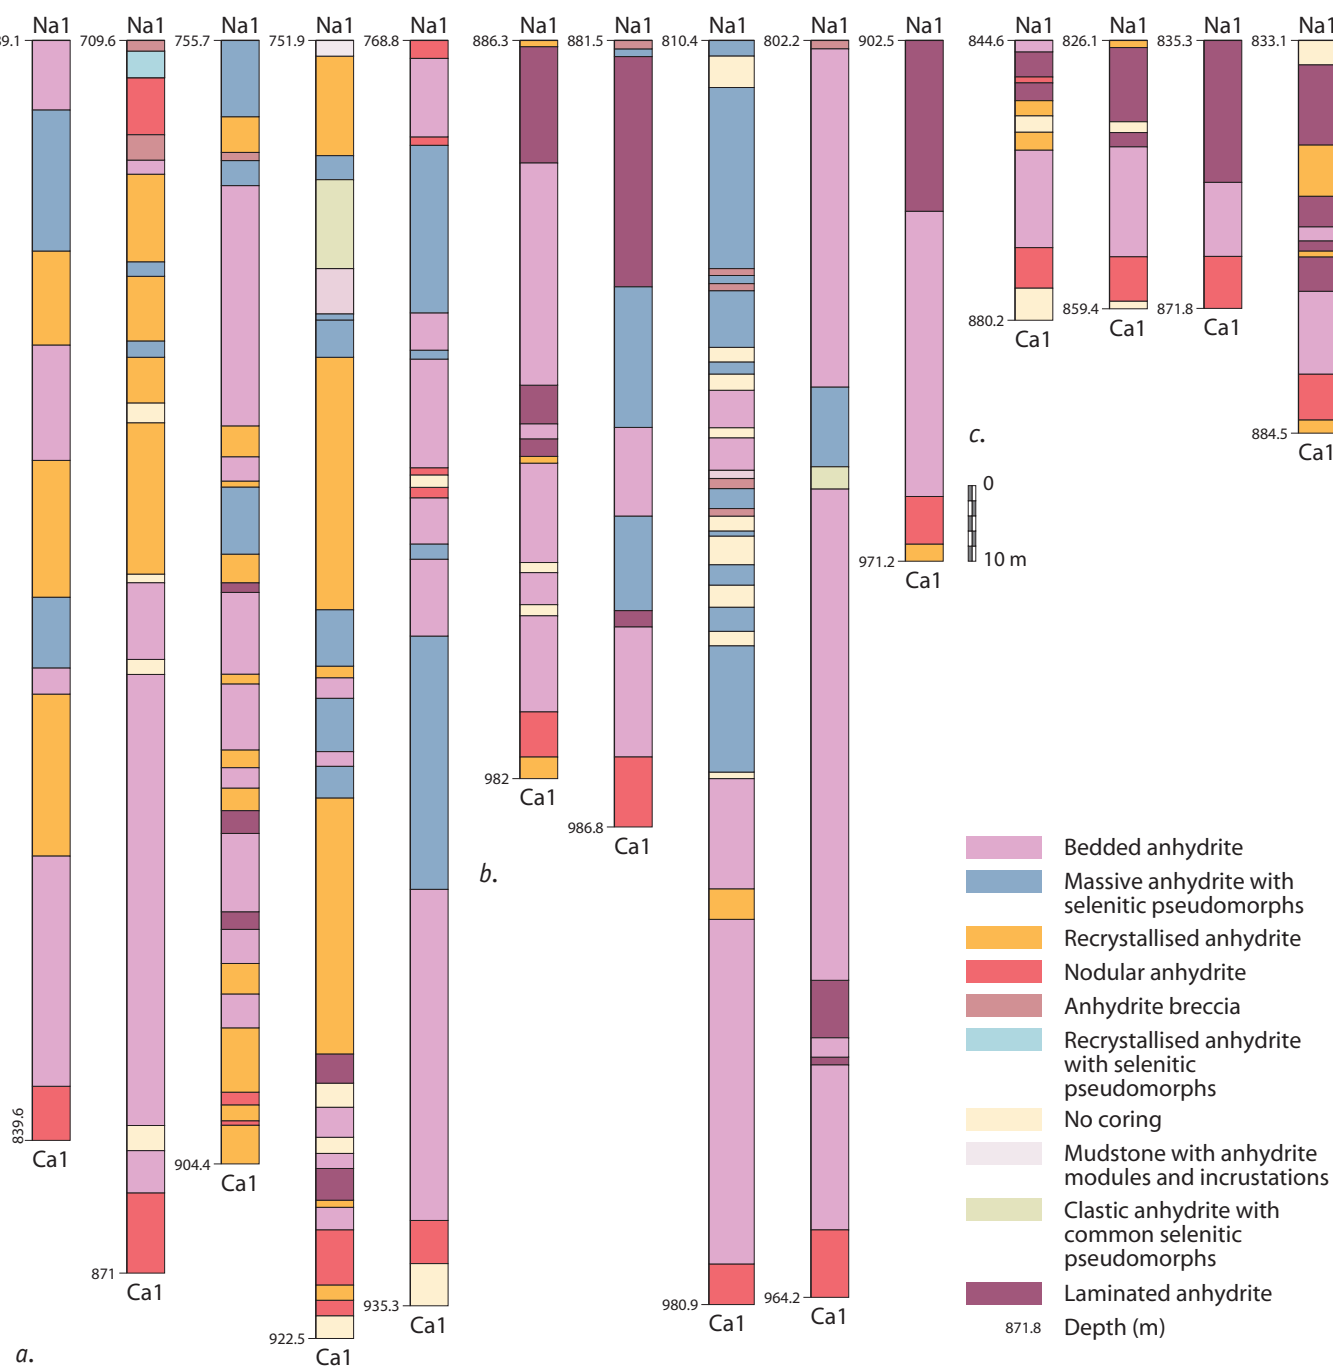 Na1 Na1 Na1 Na1 Na1 Na1 Na1 Na1 Na1 Na1 Na1 Na1 Na1 Na1
39.1 709.6 755.7 751.9 768.8 886.3 881.5 810.4 802.2 902.5 844.6 826.1 835.3 833.1
880.2 859.4 871.8
Ca1 Ca1 Ca1
c.
884.5
Ca1
0
10 m
971.2
Ca1
982
Ca1
986.8
Ca1
b.
Bedded anhydrite
Massive anhydrite with
selenitic pseudomorphs
Recrystallised anhydrite
Nodular anhydrite
Anhydrite breccia
Recrystallised anhydrite
with selenitic
pseudomorphs
No coring
Mudstone with anhydrite
modules and incrustations
Clastic anhydrite with
common selenitic
pseudomorphs
Laminated anhydrite
871.8 Depth (m)
839.6
Ca1
904.4
Ca1
871
Ca1
935.3
Ca1
980.9
Ca1
964.2
Ca1
922.5
Ca1
a.